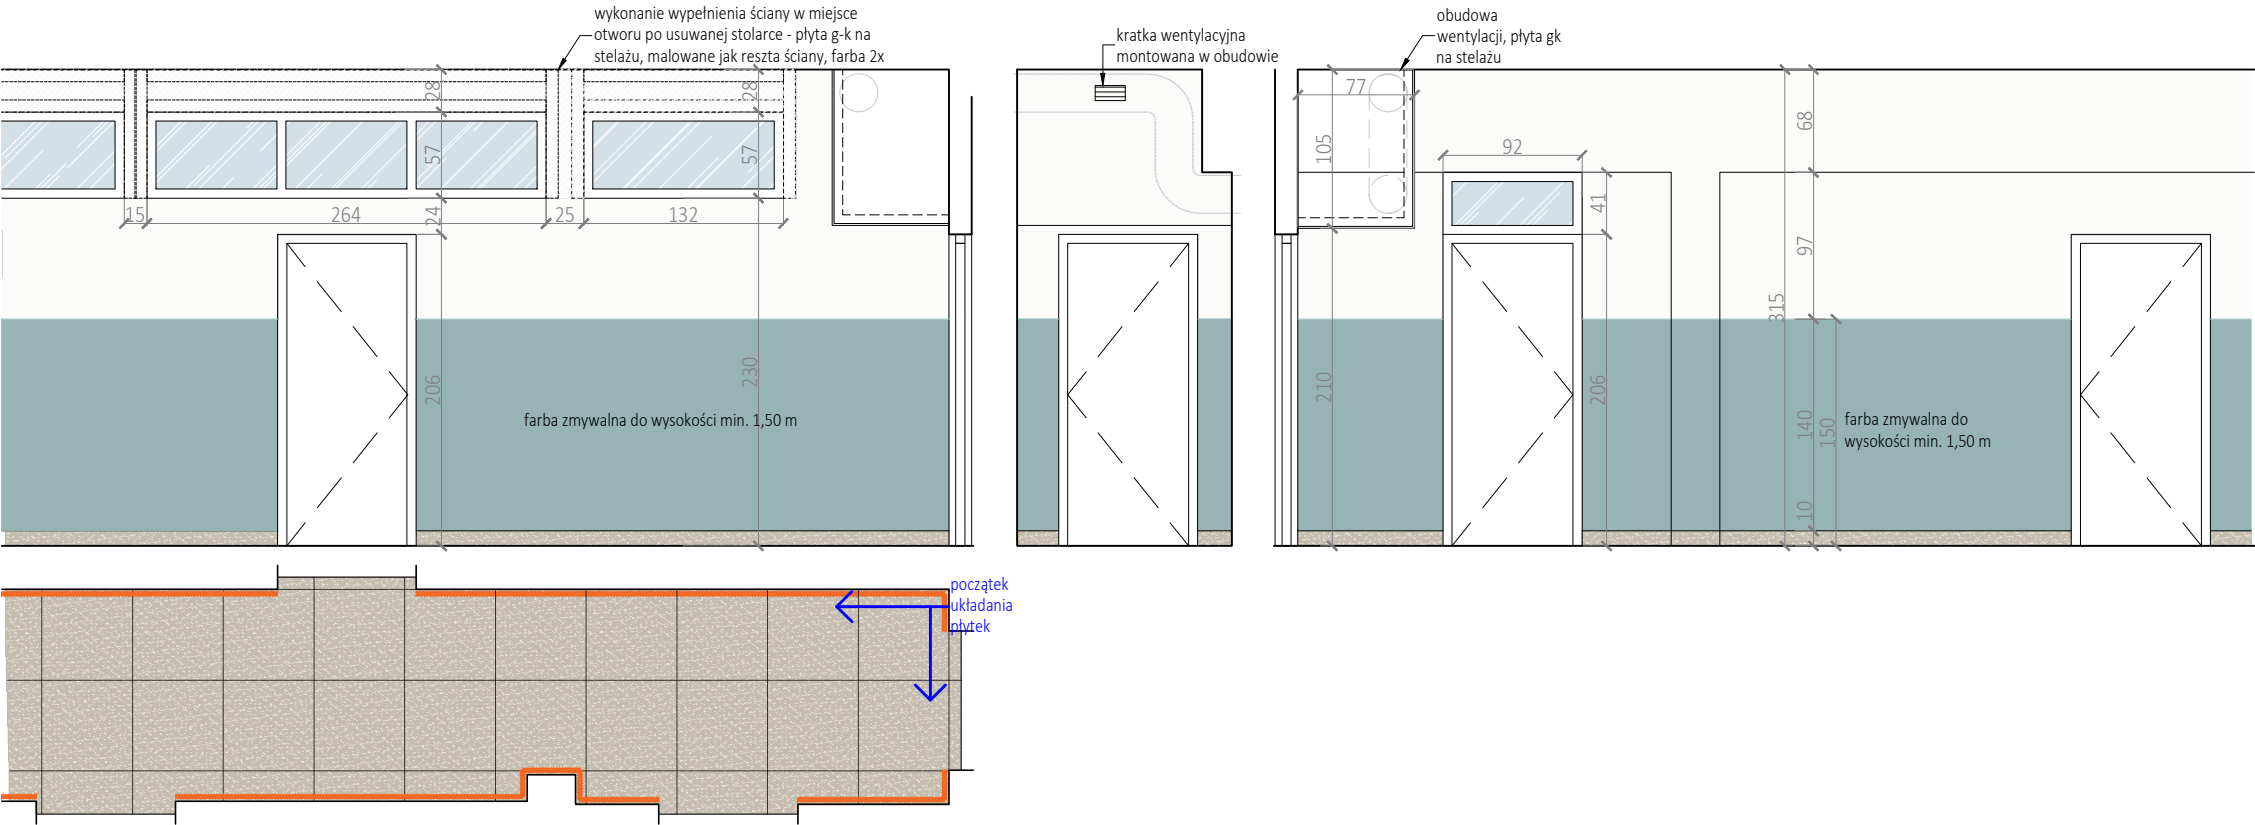 wykonanie wypełnienia ściany w miejsce
otworu po usuwanej stolarce - płyta g-k na
stelażu, malowane jak reszta ściany, farba 2x
kratka wentylacyjna
montowana w obudowie
obudowa
wentylacji, płyta gk
na stelażu
28
57
24
206
28
57
230
15
264
25
132
farba zmywalna do wysokości min. 1,50 m
77
105
210
92
41
206
315
68
97
140
150
10
farba zmywalna do
wysokości min. 1,50 m
początek
układania
płytek